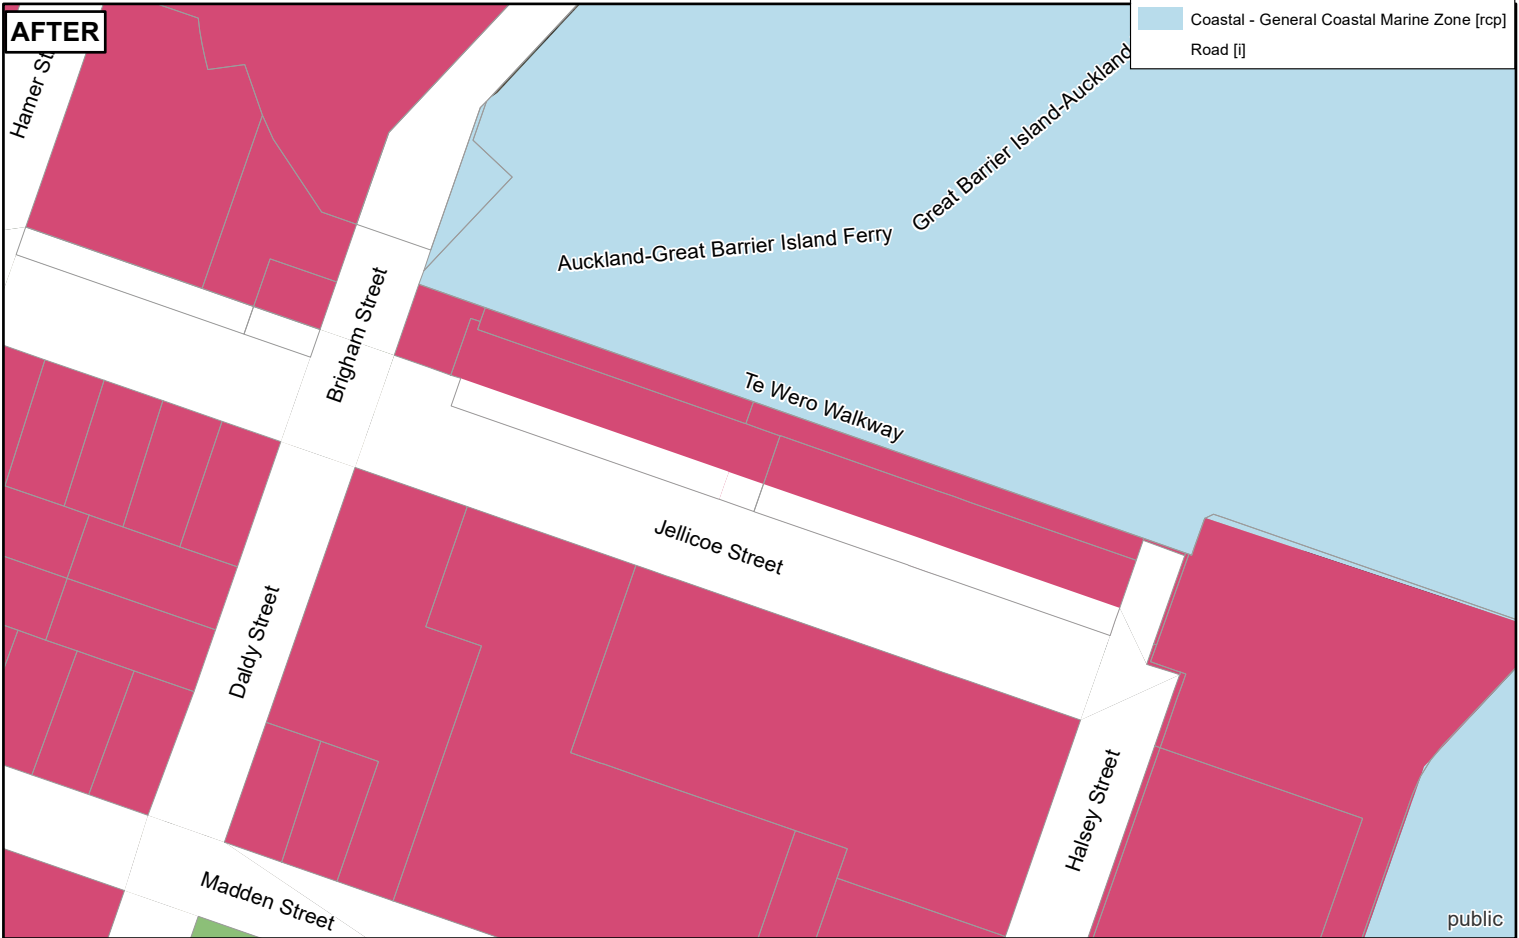 AFTER
Coastal - General Coastal Marine Zone [rcp]
Road [i]
Hamer St
Great Barrier Island-Auckland
Auckland-Great Barrier Island Ferry
Brigham Street
Te Wero Walkway
Jellicoe Street
Daldy Street
Halsey Street
Madden Street
public